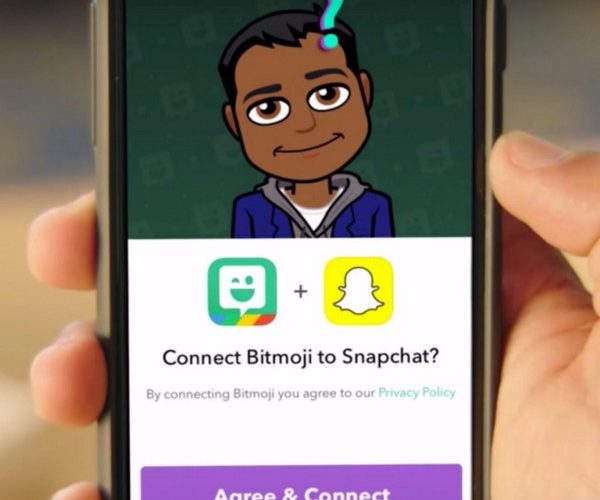 ?
+
Connect Bitmoji to Snapchat?
By connecting Bitmoji you agree to our Privacy Policy
Agree & Connect